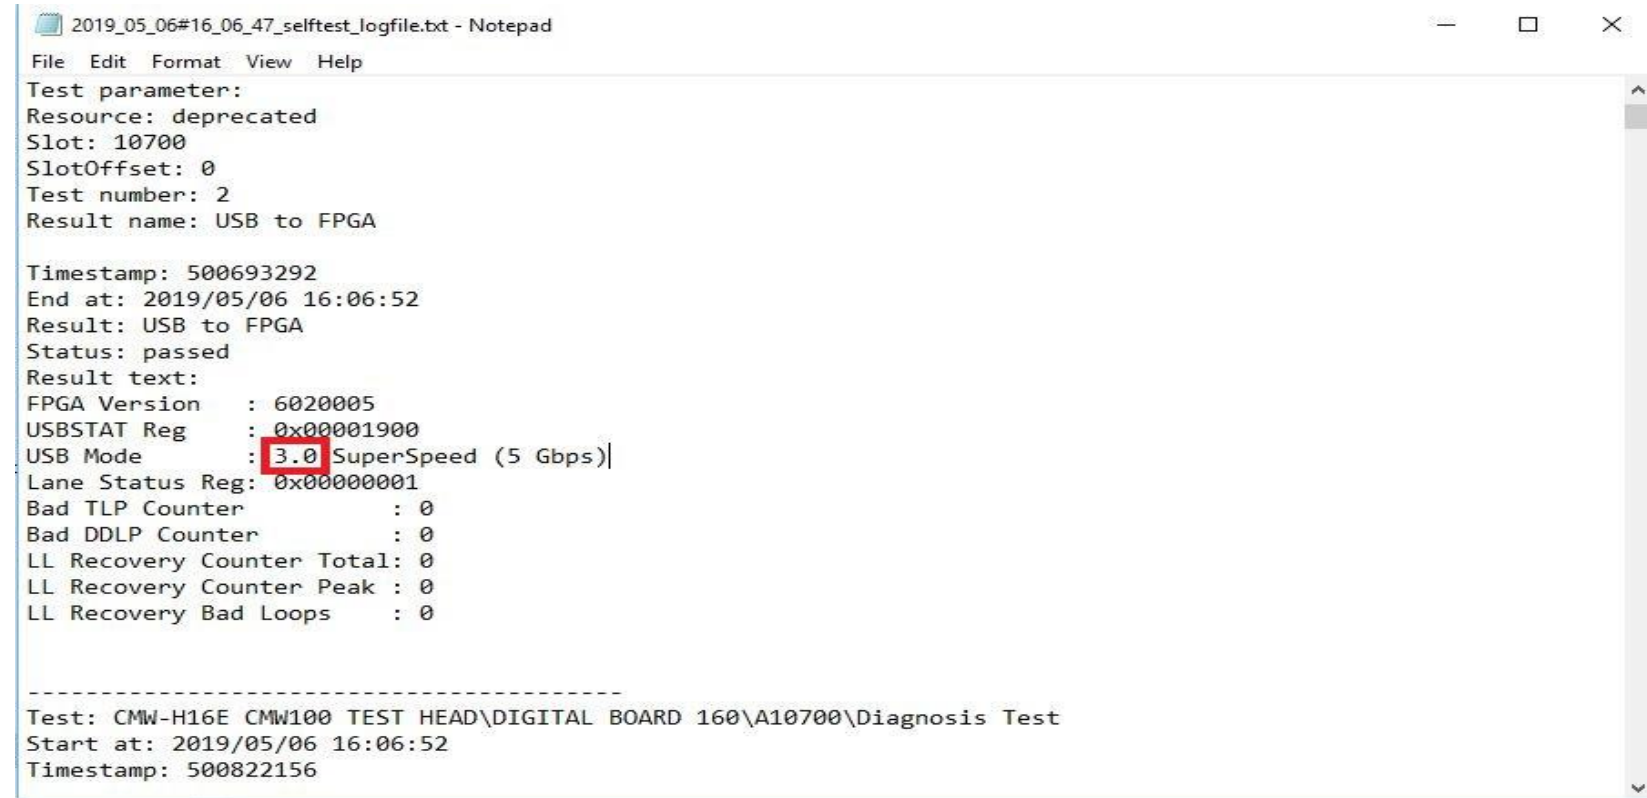 2019_05_06#16_06_47_selftest_logfile.txt - Notepad
File Edit Format View Help
Test parameter:
Resource: deprecated
Slot: 10700
SlotOffset: 0
Test number: 2
Result name: USB to FPGA
Timestamp: 500693292
End at: 2019/05/06 16:06:52
Result: USB to FPGA
Status: passed
Result text:
FPGA Version : 6020005
USBSTAT Reg : 0x00001900
USB Mode : 3.0 SuperSpeed (5 Gbps)
Lane Status Reg: 0x00000001
Bad TLP Counter : 0
Bad DDLP Counter : 0
LL Recovery Counter Total: 0
LL Recovery Counter Peak : 0
LL Recovery Bad Loops : 0
-----------------------------------------
Test: CMW-H16E CMW100 TEST HEAD\DIGITAL BOARD 160\A10700\Diagnosis Test
Start at: 2019/05/06 16:06:52
Timestamp: 500822156